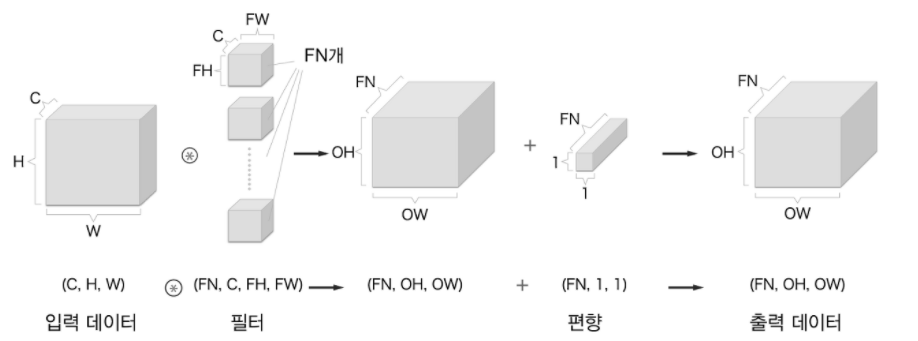 C FW
FH
FN개
C
H
W
⊛
FN
OH
OW
+
FN
1
1
FN
OH
OW
(C, H, W) ⊛ (FN, C, FH, FW) → (FN, OH, OW) + (FN, 1, 1) → (FN, OH, OW)
입력 데이터 필터 편향 출력 데이터